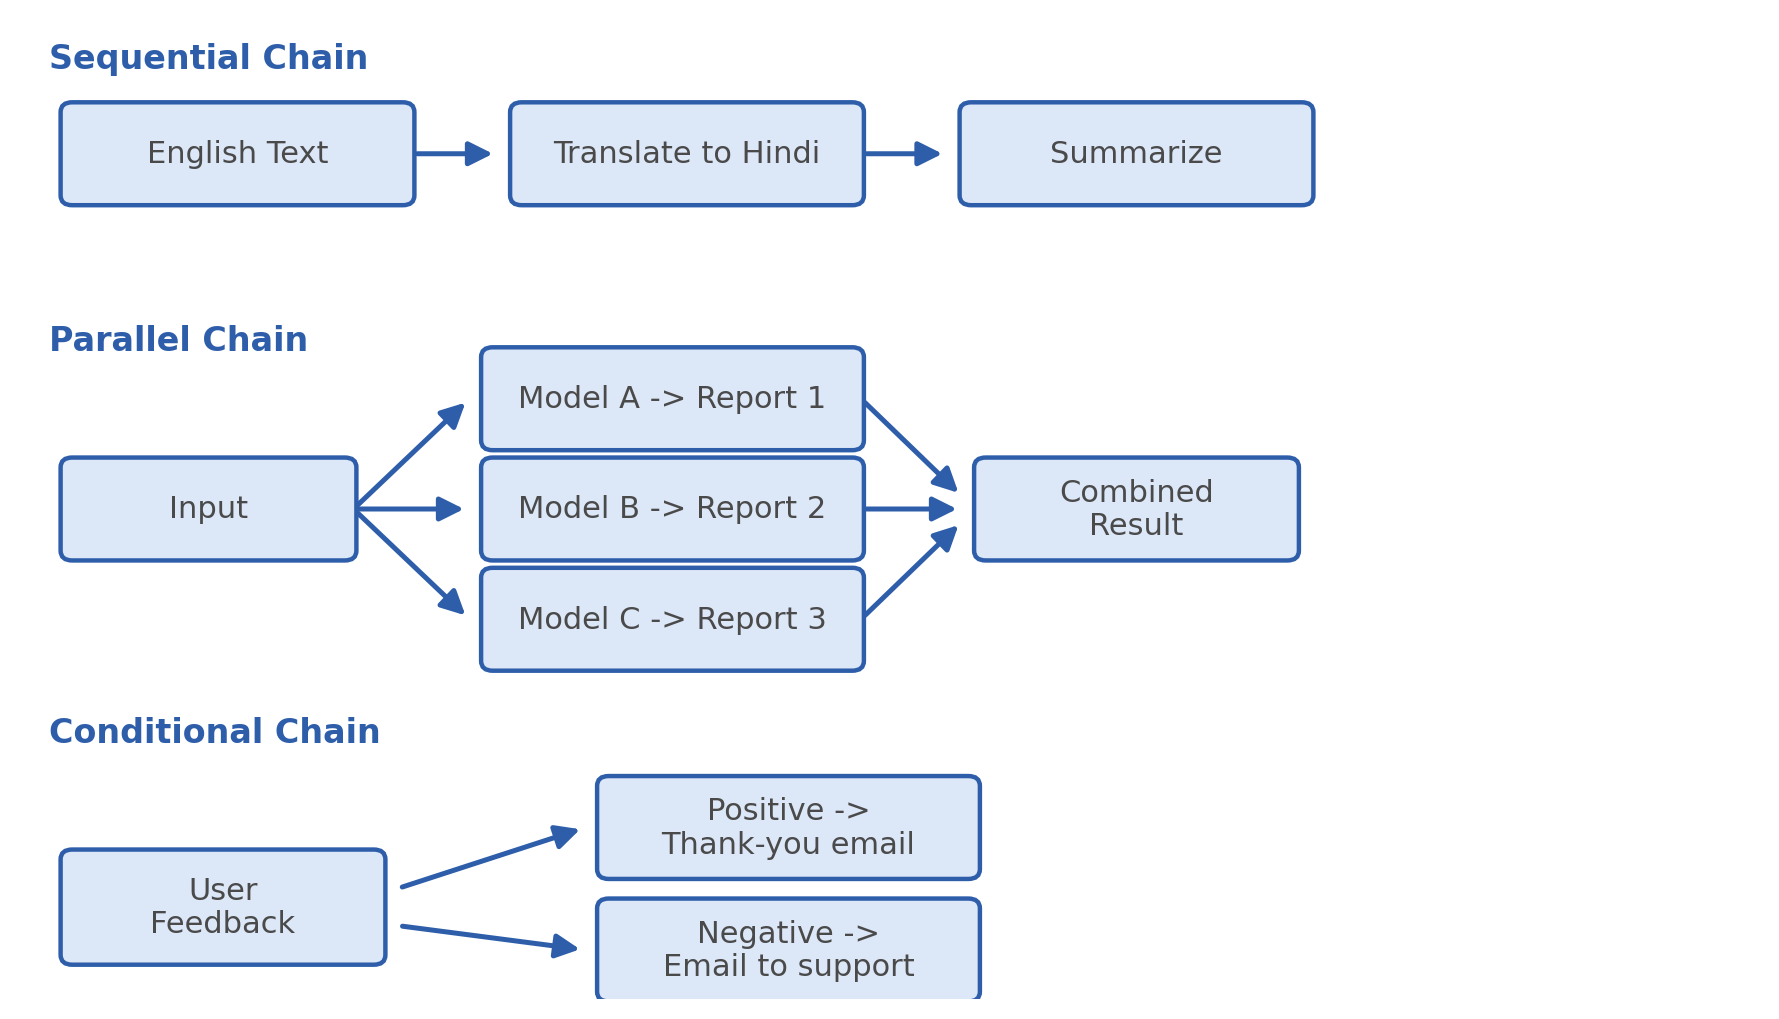 Sequential Chain
English Text
Translate to Hindi
Summarize
Parallel Chain
Model A -> Report 1
Input
Model B -> Report 2
Combined
Result
Model C -> Report 3
Conditional Chain
Positive ->
Thank-you email
User
Feedback
Negative ->
Email to support